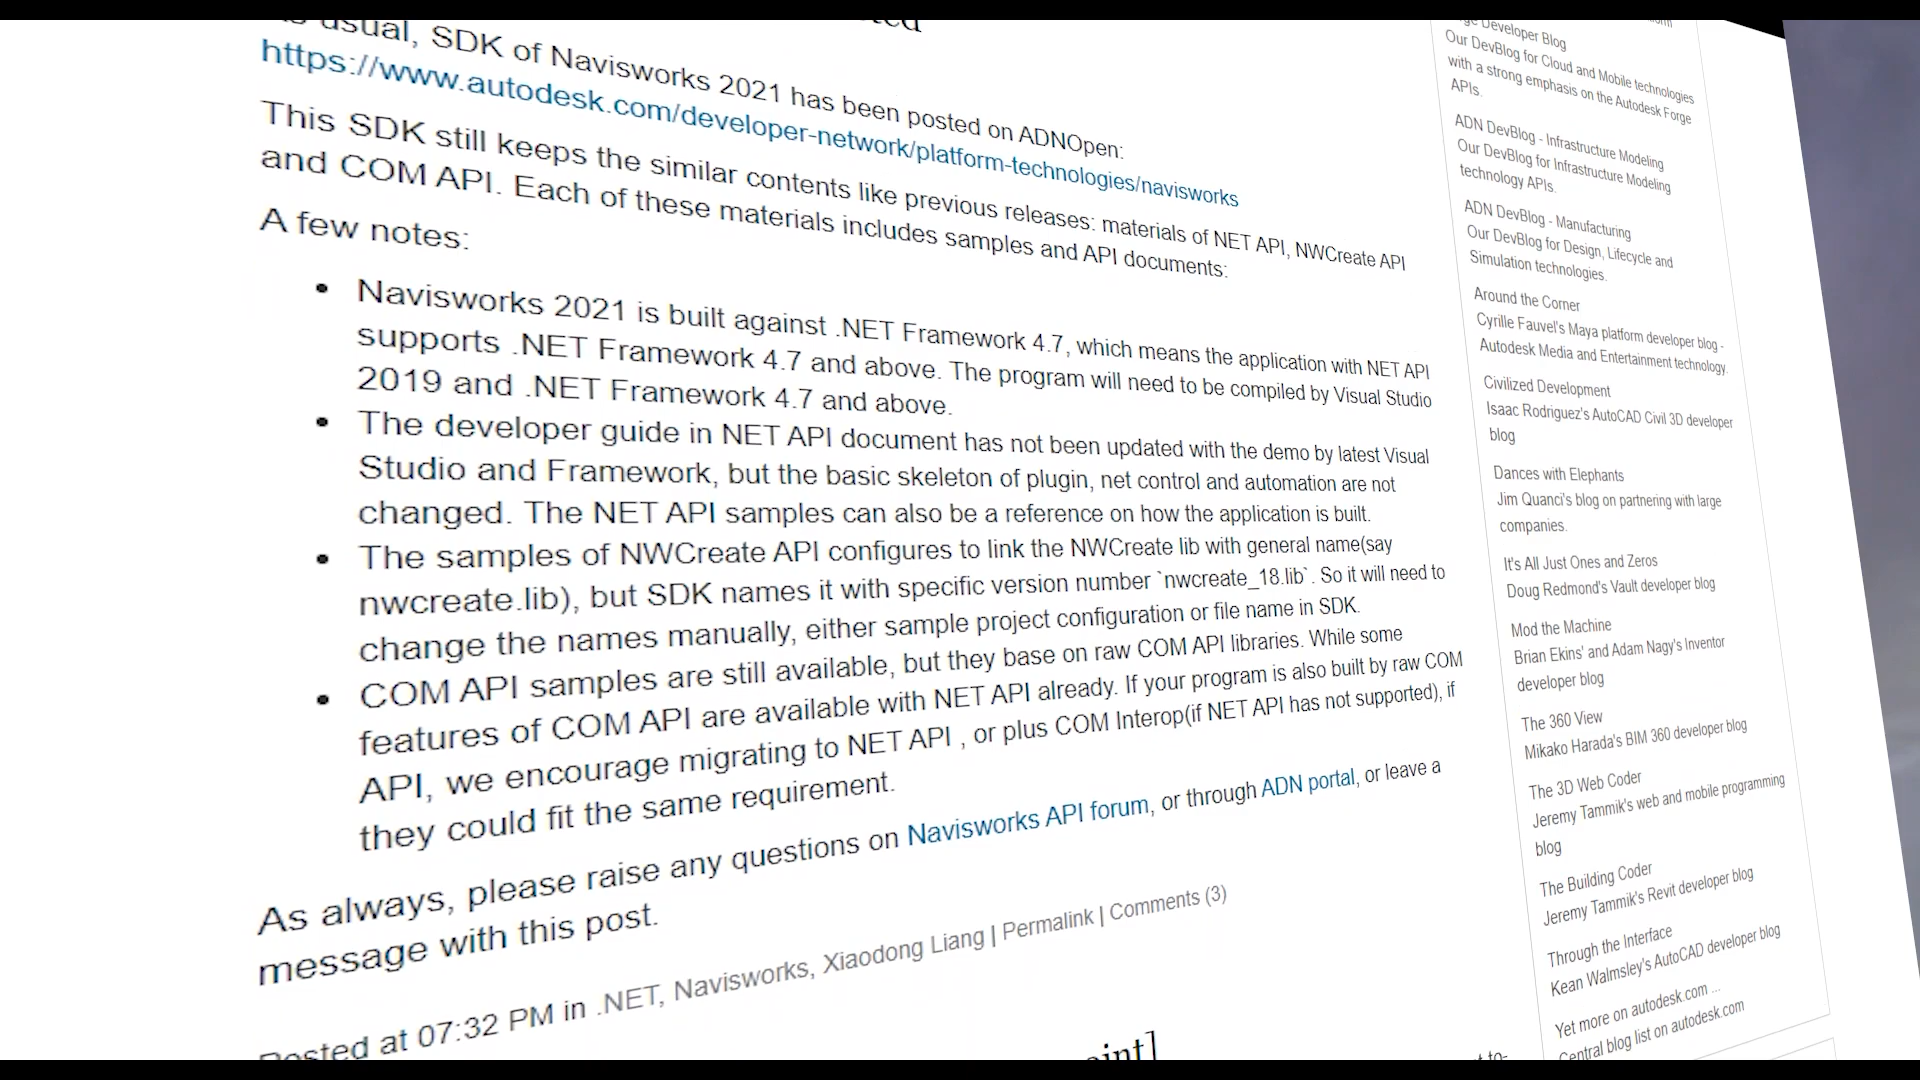 usual, SDK of Navisworks 2021 has been posted on ADNOpen:
https://www.autodesk.com/developer-network/platform-technologies/navisworks
This SDK still keeps the similar contents like previous releases: materials of NET API, NWCreate API
and COM API. Each of these materials includes samples and API documents:
A few notes:
• Navisworks 2021 is built against .NET Framework 4.7, which means the application with NET API
supports .NET Framework 4.7 and above. The program will need to be compiled by Visual Studio
2019 and .NET Framework 4.7 and above.
• The developer guide in NET API document has not been updated with the demo by latest Visual
Studio and Framework, but the basic skeleton of plugin, net control and automation are not
changed. The NET API samples can also be a reference on how the application is built.
• The samples of NWCreate API configures to link the NWCreate lib with general name(say
nwcreate.lib), but SDK names it with specific version number `nwcreate_18.lib`. So it will need to
change the names manually, either sample project configuration or file name in SDK.
• COM API samples are still available, but they base on raw COM API libraries. While some
features of COM API are available with NET API already. If your program is also built by raw COM
API, we encourage migrating to NET API , or plus COM Interop(if NET API has not supported), if
they could fit the same requirement.
As always, please raise any questions on Navisworks API forum, or through ADN portal, or leave a
message with this post.
Posted at 07:32 PM in .NET, Navisworks, Xiaodong Liang | Permalink | Comments (3)
Developer Blog
Our DevBlog for Cloud and Mobile technologies
with a strong emphasis on the Autodesk Forge
APIs.
ADN DevBlog - Infrastructure Modeling
Our DevBlog for Infrastructure Modeling
technology APIs.
ADN DevBlog - Manufacturing
Our DevBlog for Design, Lifecycle and
Simulation technologies.
Around the Corner
Cyrille Fauvel's Maya platform developer blog -
Autodesk Media and Entertainment technology.
Civilized Development
Isaac Rodriguez's AutoCAD Civil 3D developer
blog
Dances with Elephants
Jim Quanci's blog on partnering with large
companies.
It's All Just Ones and Zeros
Doug Redmond's Vault developer blog
Mod the Machine
Brian Ekins' and Adam Nagy's Inventor
developer blog
The 360 View
Mikako Harada's BIM 360 developer blog
The 3D Web Coder
Jeremy Tammik's web and mobile programming
blog
The Building Coder
Jeremy Tammik's Revit developer blog
Through the Interface
Kean Walmsley's AutoCAD developer blog
Yet more on autodesk.com ...
Central blog list on autodesk.com